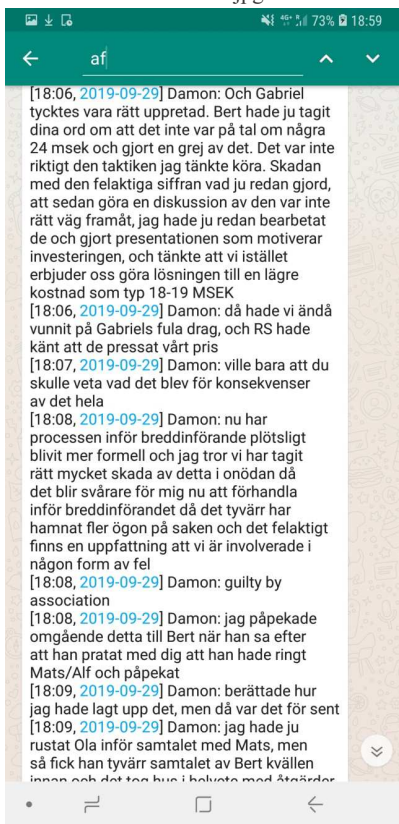 jpg
73% 18:59
af
[18:06, 2019-09-29] Damon: Och Gabriel
tycktes vara rätt uppretad. Bert hade ju tagit
dina ord om att det inte var på tal om några
24 msek och gjort en grej av det. Det var inte
riktigt den taktiken jag tänkte köra. Skadan
med den felaktiga siffran vad ju redan gjord,
att sedan göra en diskussion av den var inte
rätt väg framåt, jag hade ju redan bearbetat
de och gjort presentationen som motiverar
investeringen, och tänkte att vi istället
erbjuder oss göra lösningen till en lägre
kostnad som typ 18-19 MSEK
[18:06, 2019-09-29] Damon: då hade vi ändå
vunnit på Gabriels fula drag, och RS hade
känt att de pressat vårt pris
[18:07, 2019-09-29] Damon: ville bara att du
skulle veta vad det blev för konsekvenser
av det hela
[18:08, 2019-09-29] Damon: nu har
processen inför breddinförande plötsligt
blivit mer formell och jag tror vi har tagit
rätt mycket skada av detta i onödan då
det blir svårare för mig nu att förhandla
inför breddinförandet då det tyvärr har
hamnat fler ögon på saken och det felaktigt
finns en uppfattning att vi är involverade i
någon form av fel
[18:08, 2019-09-29] Damon: guilty by
association
[18:08, 2019-09-29] Damon: jag påpekade
omgående detta till Bert när han sa efter
att han pratat med dig att han hade ringt
Mats/Alf och påpekat
[18:09, 2019-09-29] Damon: berättade hur
jag hade lagt upp det, men då var det för sent
[18:09, 2019-09-29] Damon: jag hade ju
rustat Ola inför samtalet med Mats, men
så fick han tyvärr samtalet av Bert kvällen
innan och det tog hus i helvete med åtgärder